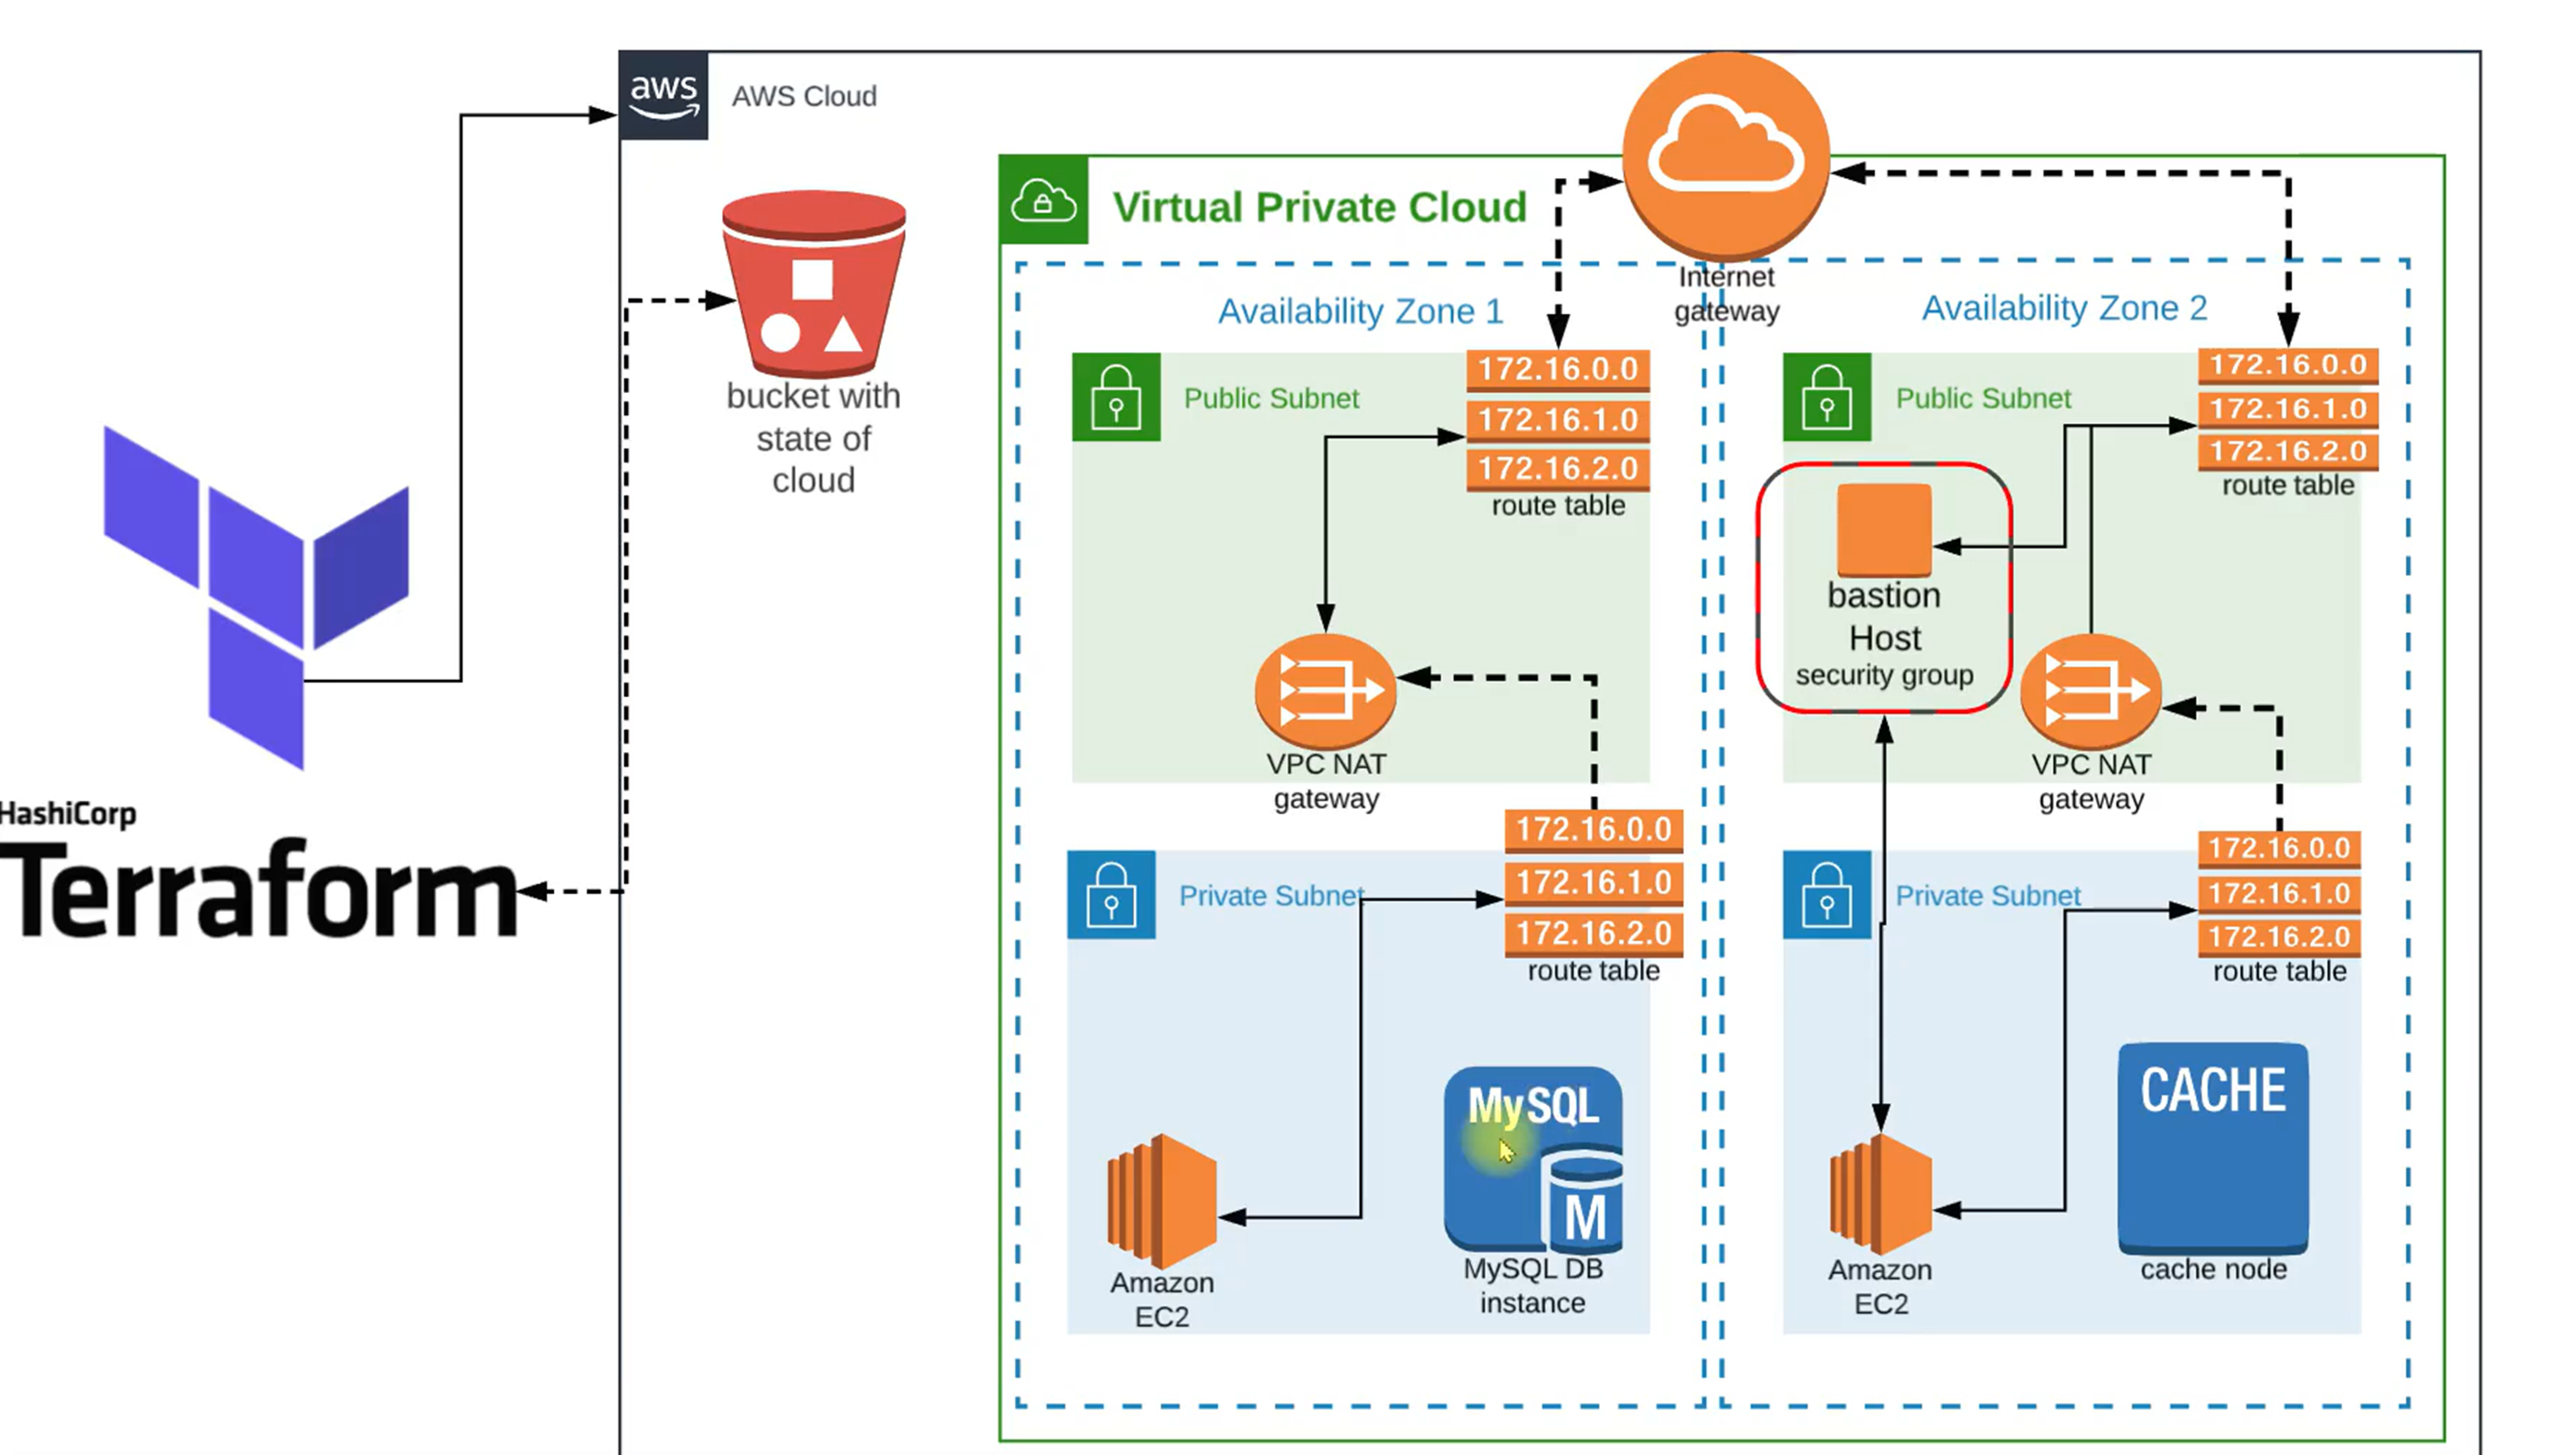 aws
AWS Cloud
Virtual Private Cloud
Internet
gateway
bucket with
state of
cloud
HashiCorp
Terraform
Availability Zone 1
Public Subnet
172.16.0.0
172.16.1.0
172.16.2.0
route table
VPC NAT
gateway
Private Subnet
172.16.0.0
172.16.1.0
172.16.2.0
route table
Amazon
EC2
MySQL
M
MySQL DB
instance
Availability Zone 2
Public Subnet
172.16.0.0
172.16.1.0
172.16.2.0
route table
bastion
Host
security group
VPC NAT
gateway
Private Subnet
172.16.0.0
172.16.1.0
172.16.2.0
route table
Amazon
EC2
CACHE
cache node